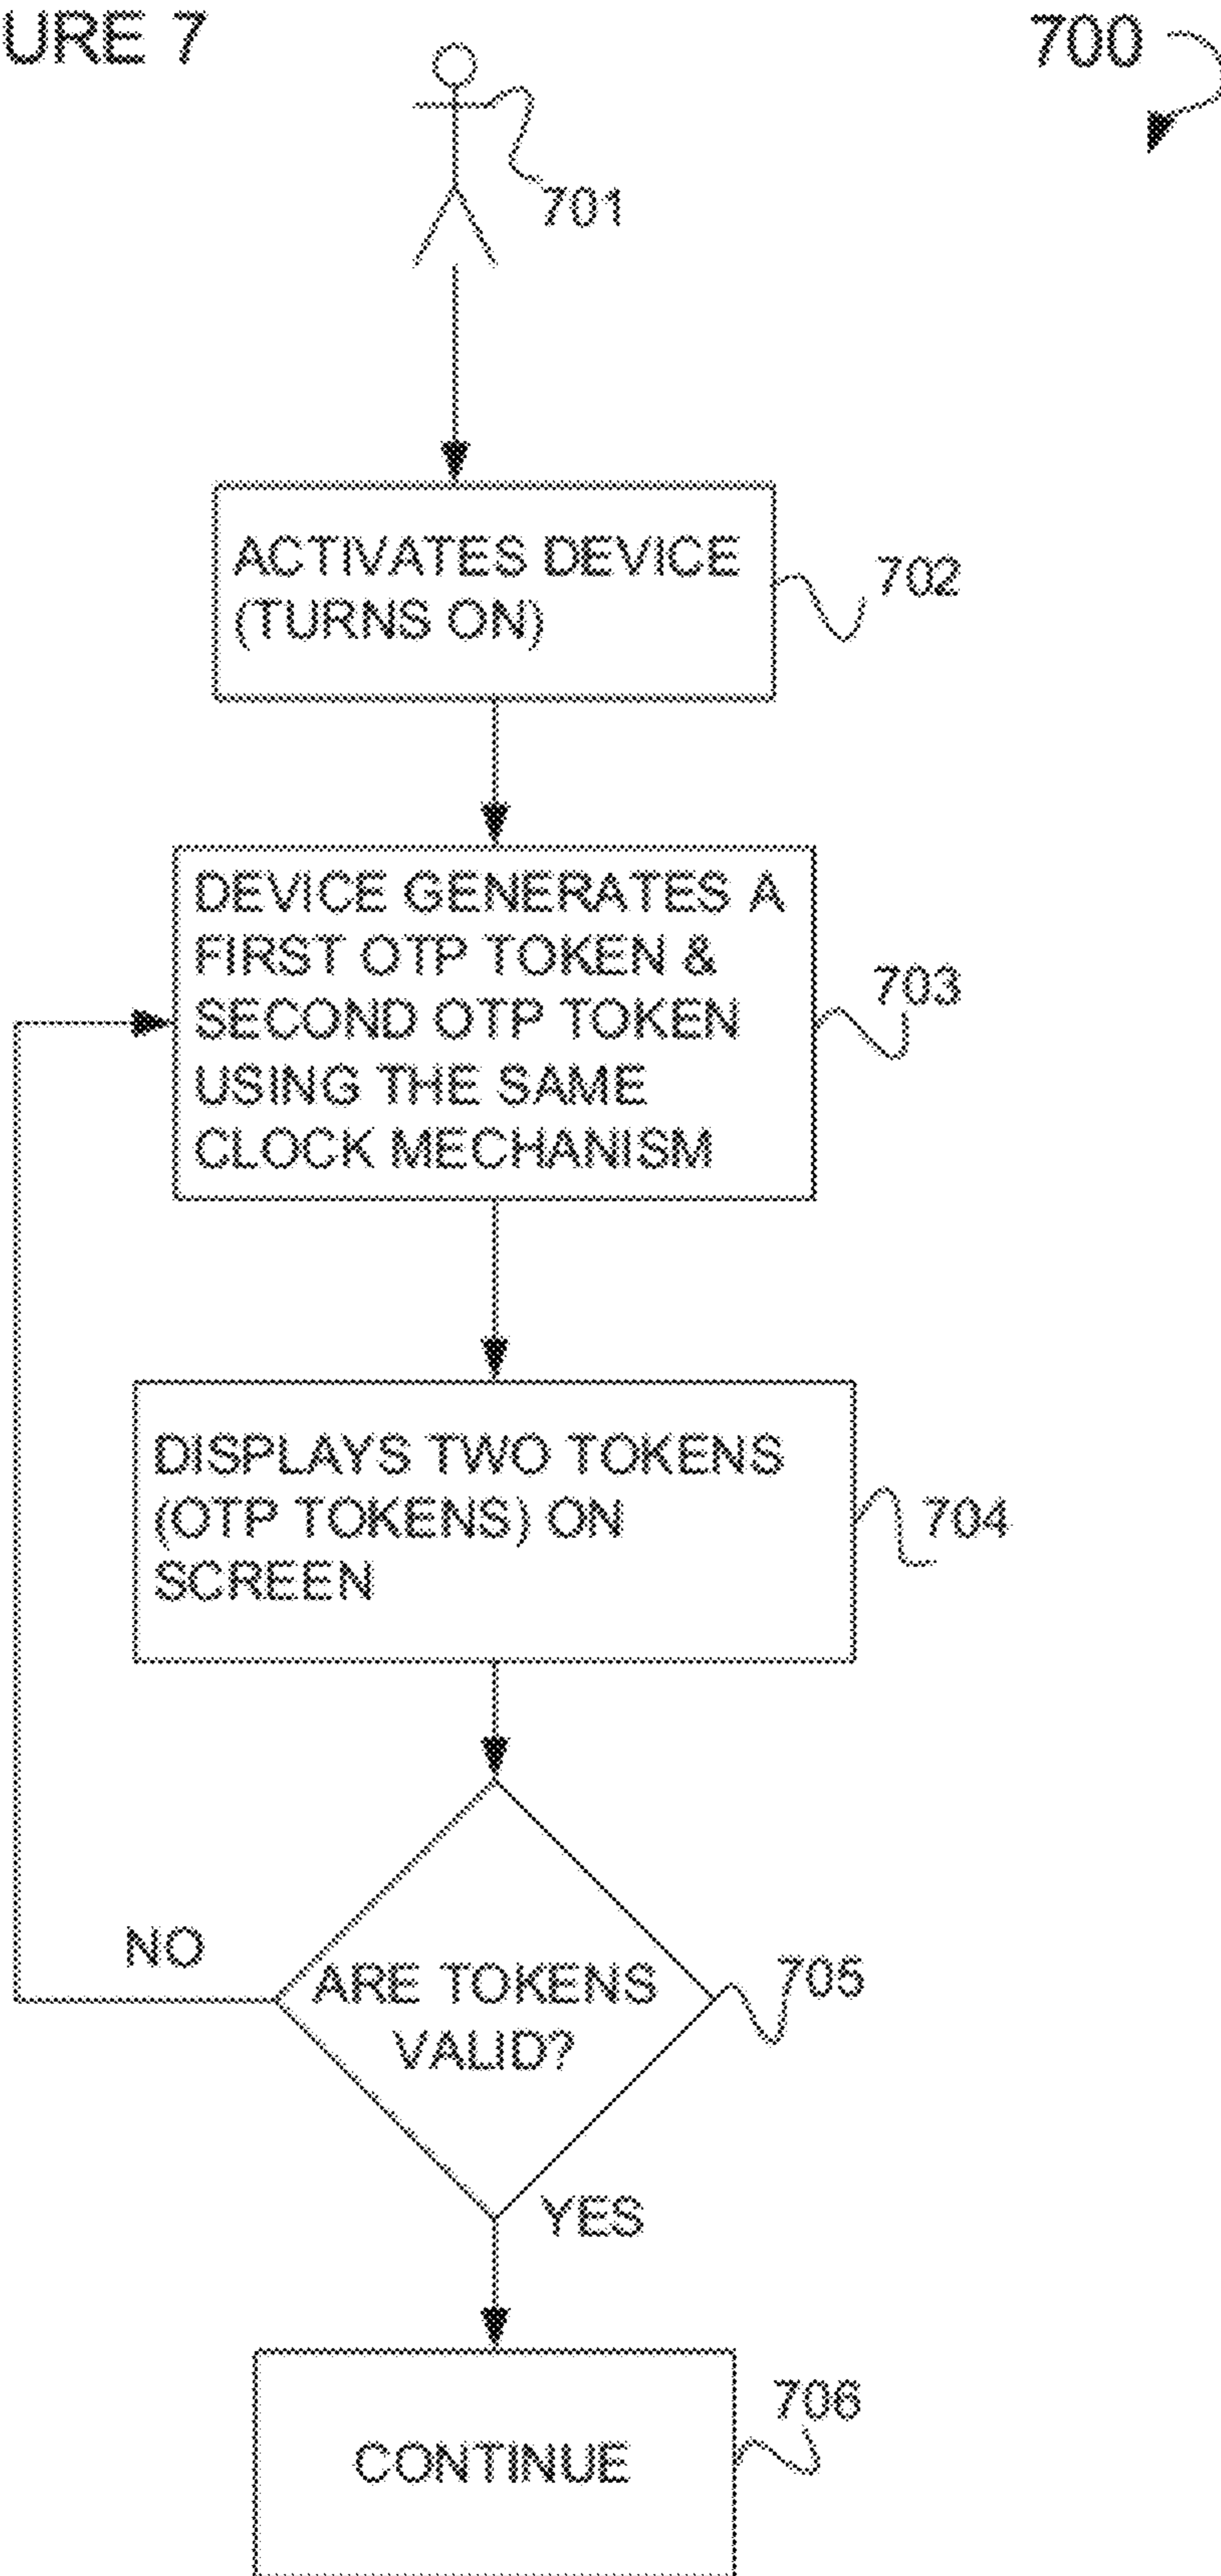 URE 7
700
701
ACTIVATES DEVICE
(TURNS ON)
702
DEVICE GENERATES A
FIRST OTP TOKEN &
SECOND OTP TOKEN
USING THE SAME
CLOCK MECHANISM
703
DISPLAYS TWO TOKENS
(OTP TOKENS) ON
SCREEN
704
NO
ARE TOKENS
VALID?
705
YES
CONTINUE
706